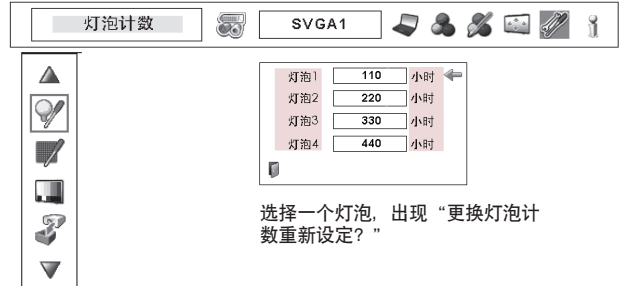 灯泡计数 SVGA1
灯泡1 110 小时
灯泡2 220 小时
灯泡3 330 小时
灯泡4 440 小时
选择一个灯泡，出现“更换灯泡计
数重新设定？”